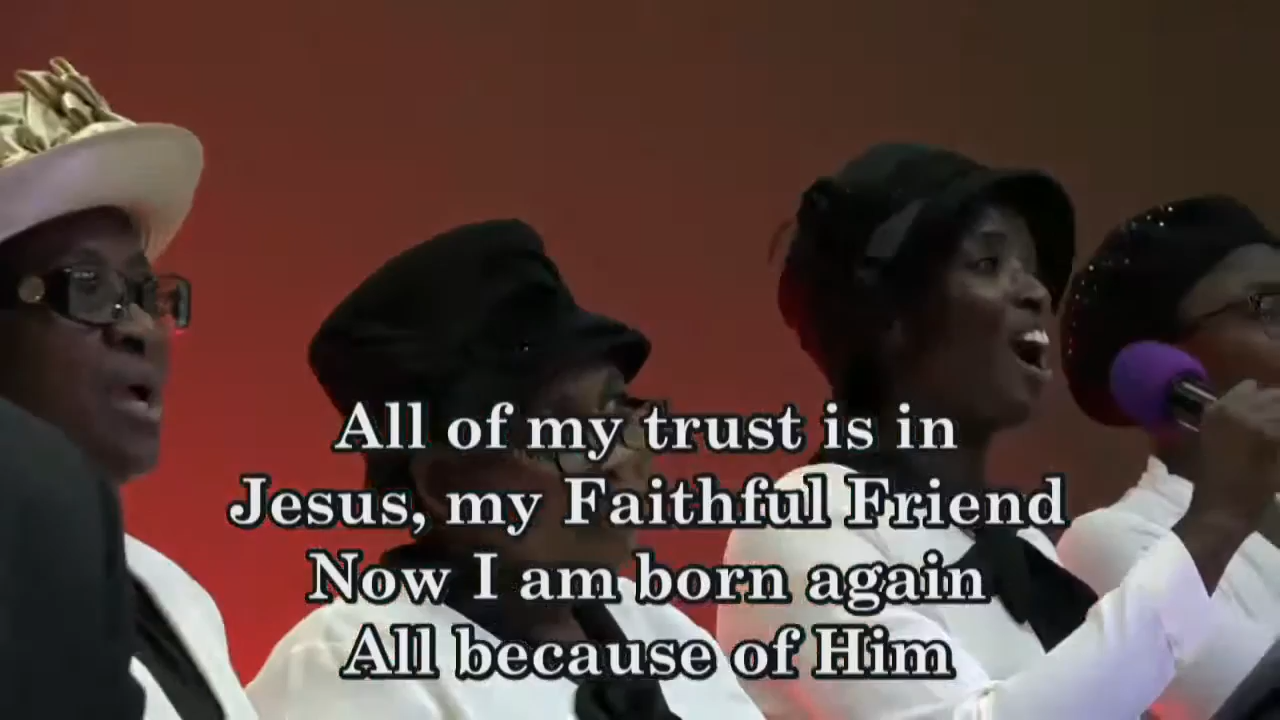 All of my trust is in
Jesus, my Faithful Friend
Now I am born again
All because of Him